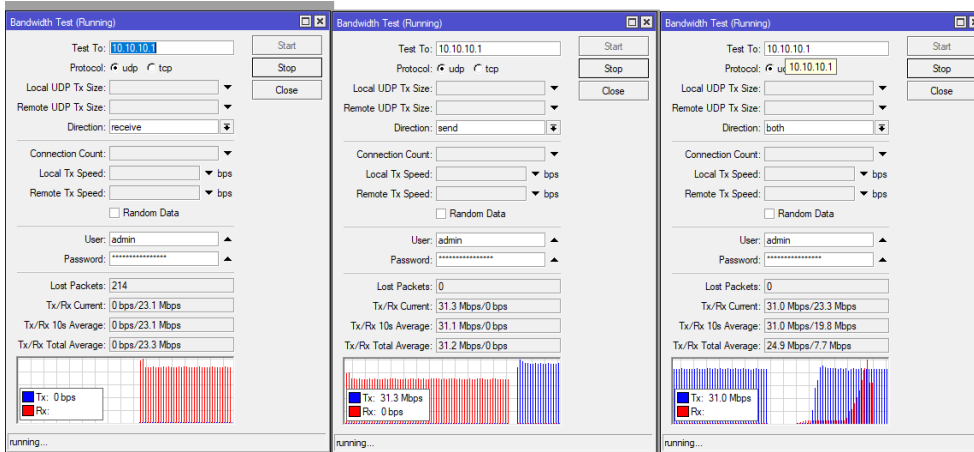 Bandwidth Test (Running)
Test To: 10.10.10.1
Start
Protocol: udp tcp
Stop
Local UDP Tx Size:
Close
Remote UDP Tx Size:
Direction: receive
Connection Count:
Local Tx Speed: bps
Remote Tx Speed: bps
Random Data
User: admin
Password: ****************
Lost Packets: 214
Tx/Rx Current: 0 bps/23.1 Mbps
Tx/Rx 10s Average: 0 bps/23.1 Mbps
Tx/Rx Total Average: 0 bps/23.3 Mbps
Tx: 0 bps
Rx:
running...
Bandwidth Test (Running)
Test To: 10.10.10.1
Start
Protocol: udp tcp
Stop
Local UDP Tx Size:
Close
Remote UDP Tx Size:
Direction: send
Connection Count:
Local Tx Speed: bps
Remote Tx Speed: bps
Random Data
User: admin
Password: ****************
Lost Packets: 0
Tx/Rx Current: 31.3 Mbps/0 bps
Tx/Rx 10s Average: 31.1 Mbps/0 bps
Tx/Rx Total Average: 31.2 Mbps/0 bps
Tx: 31.3 Mbps
Rx: 0 bps
running...
Bandwidth Test (Running)
Test To: 10.10.10.1
Start
Protocol: 10.10.10.1
Stop
Local UDP Tx Size:
Close
Remote UDP Tx Size:
Direction: both
Connection Count:
Local Tx Speed: bps
Remote Tx Speed: bps
Random Data
User: admin
Password: ****************
Lost Packets: 0
Tx/Rx Current: 31.0 Mbps/23.3 Mbps
Tx/Rx 10s Average: 31.0 Mbps/19.8 Mbps
Tx/Rx Total Average: 24.9 Mbps/7.7 Mbps
Tx: 31.0 Mbps
Rx:
running...